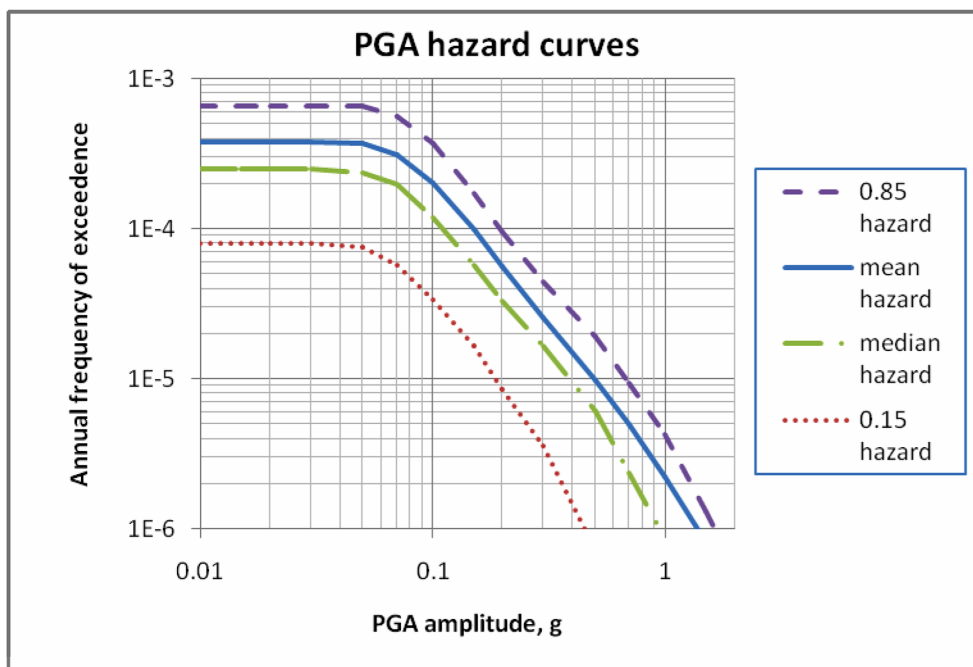 PGA hazard curves
1E-3
1E-4
1E-5
1E-6
Annual frequency of exceedence
0.01
0.1
1
PGA amplitude, g
0.85
hazard
mean
hazard
median
hazard
0.15
hazard